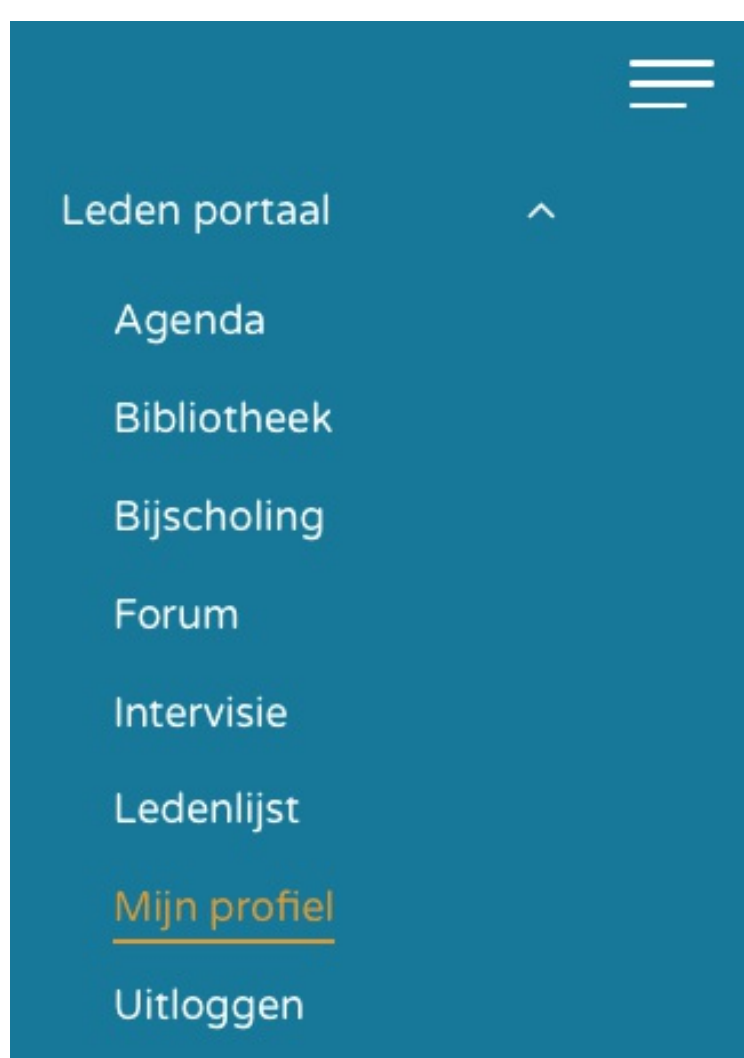 Leden portaal
Agenda
Bibliotheek
Bijscholing
Forum
Intervisie
Ledenlijst
Mijn profiel
Uitloggen